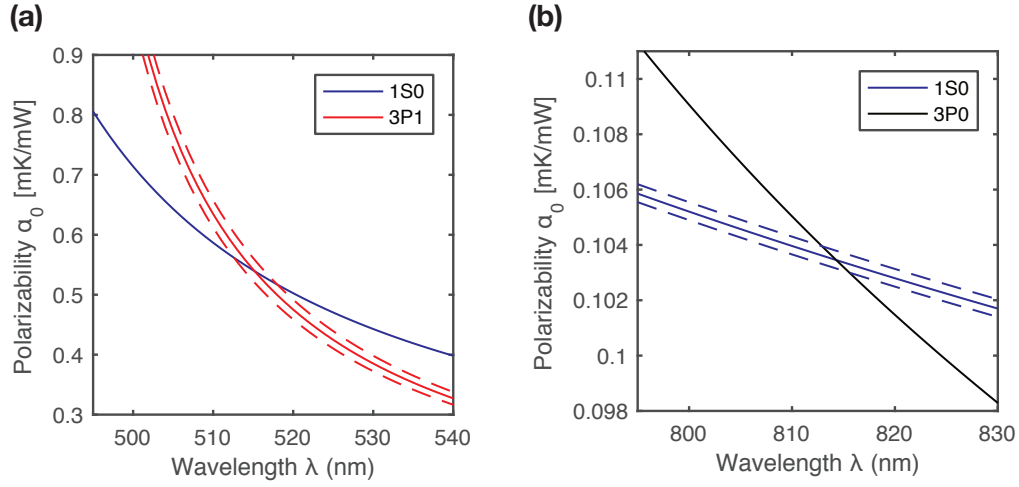 (a)
Polarizability α0 [mK/mW]
0.9
0.8
0.7
0.6
0.5
0.4
0.3
1S0
3P1
500 510 520 530 540
Wavelength λ (nm)
(b)
Polarizability α0 [mK/mW]
0.11
0.108
0.106
0.104
0.102
0.1
0.098
1S0
3P0
800 810 820 830
Wavelength λ (nm)